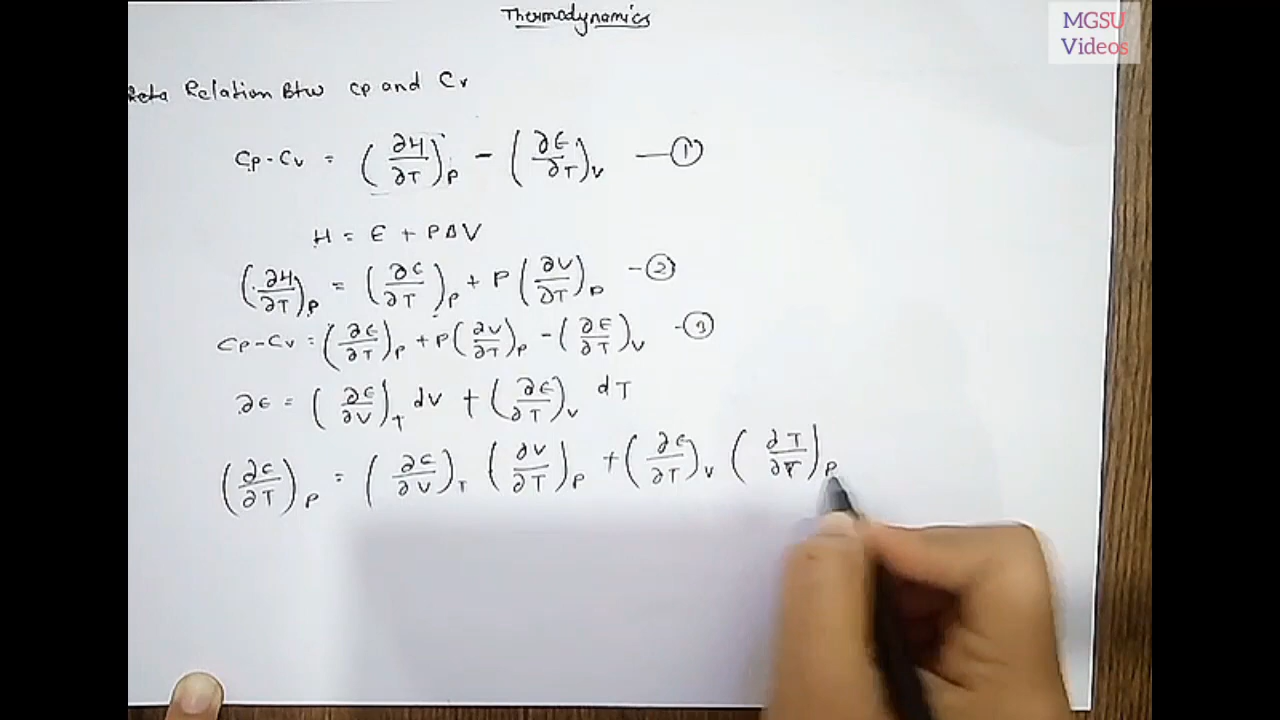 Thermodynamics
MGSU
Videos
Relation Btw Cp and Cv
Cp - Cv = (∂H/∂T)P - (∂E/∂T)V — ①
H = E + PΔV
(∂H/∂T)P = (∂E/∂T)P + P(∂V/∂T)P - ②
Cp - Cv = (∂E/∂T)P + P(∂V/∂T)P - (∂E/∂T)V - ③
∂E = (∂E/∂V)T dV + (∂E/∂T)V dT
(∂E/∂T)P = (∂E/∂V)T (∂V/∂T)P + (∂E/∂T)V (∂T/∂T)P